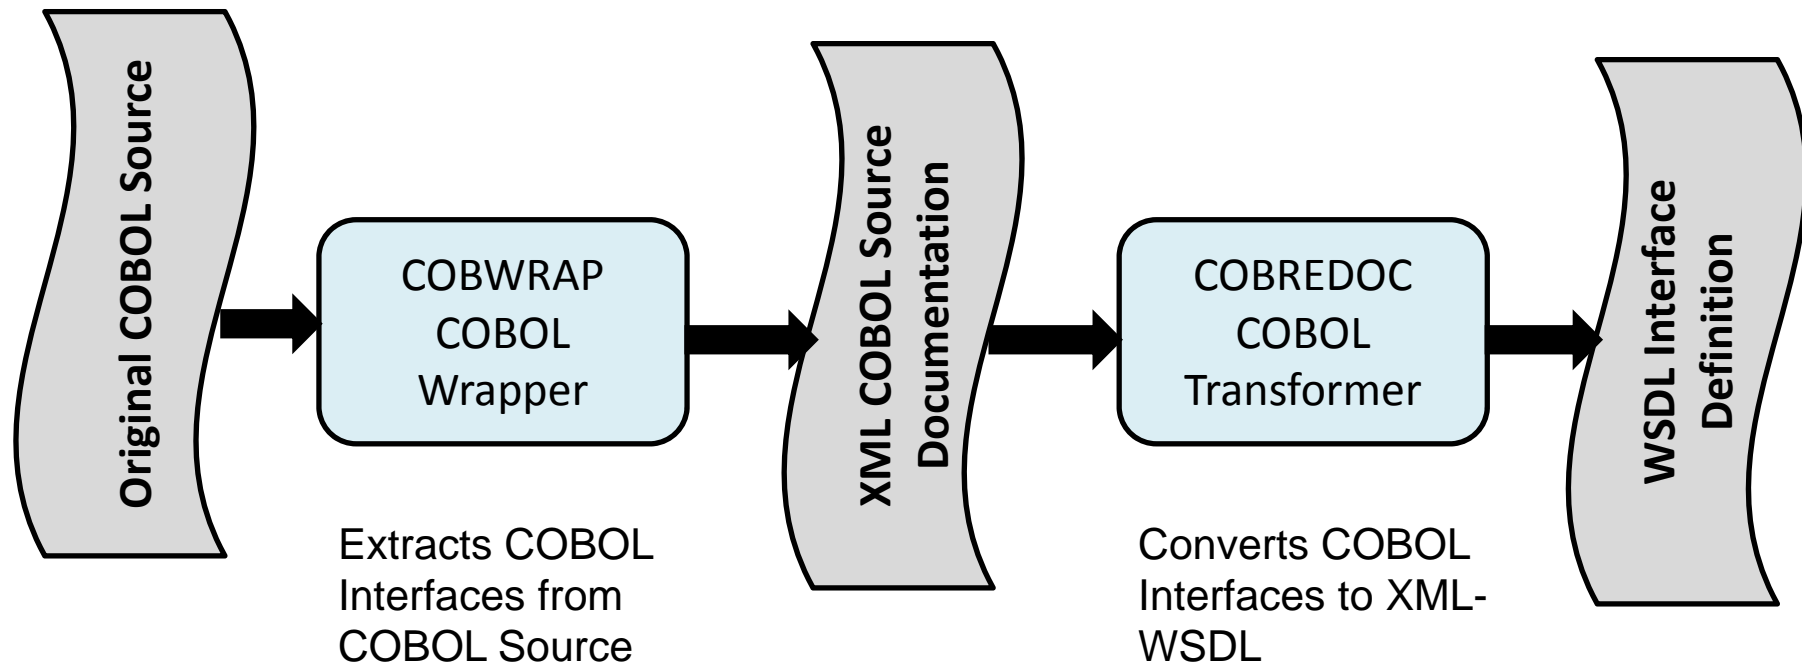 Original COBOL Source
COBWRAP
COBOL
Wrapper
Extracts COBOL
Interfaces from
COBOL Source
XML COBOL Source
Documentation
COBREDOC
COBOL
Transformer
Converts COBOL
Interfaces to XML-
WSDL
WSDL Interface
Definition